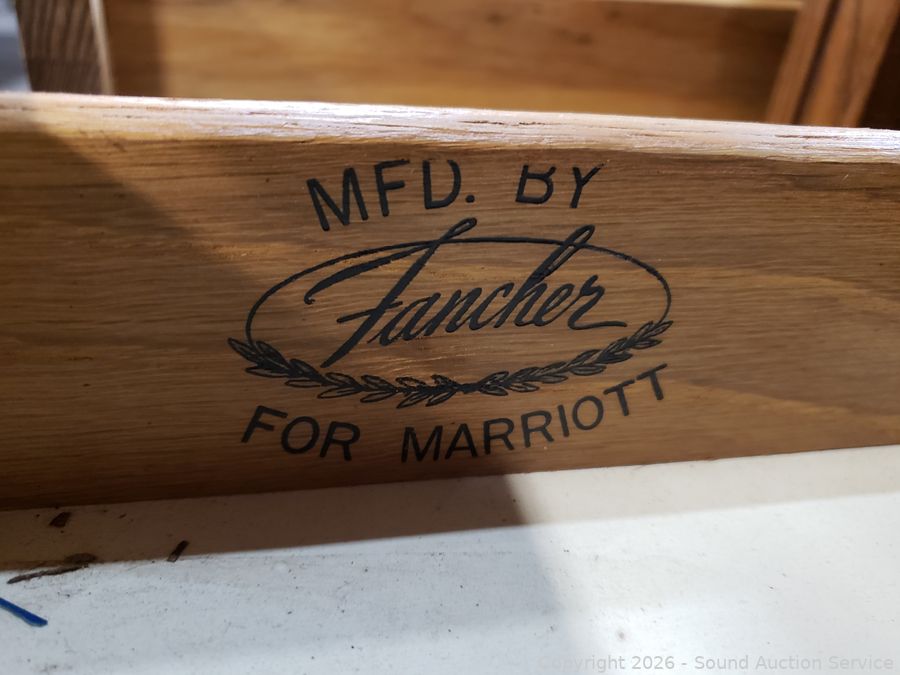 MFD. BY
Fancher
FOR MARRIOTT
Copyright 2026 - Sound Auction Service